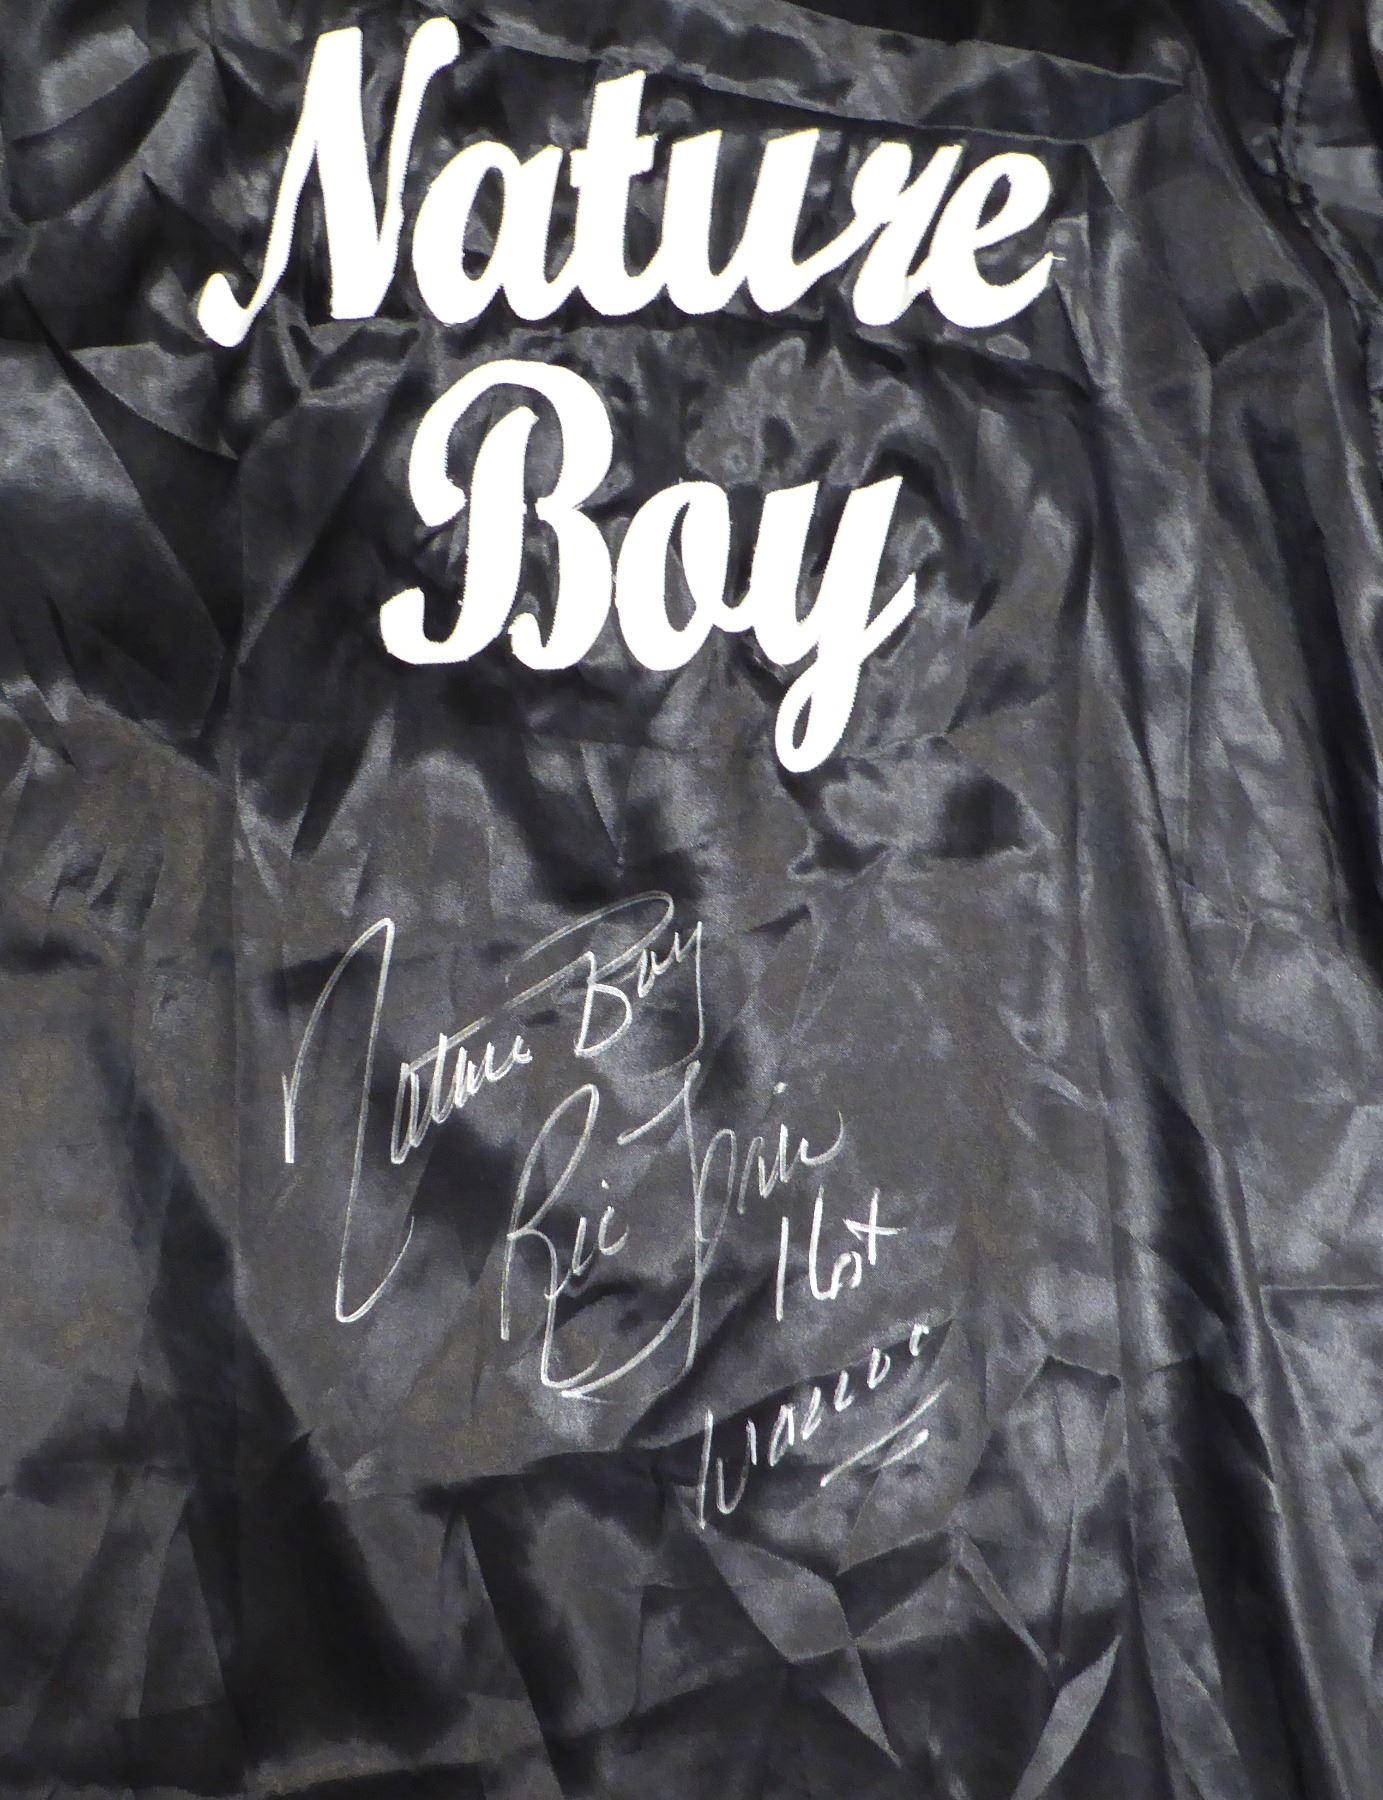 Nature
Boy
Nature Boy
Ric Flair
16x